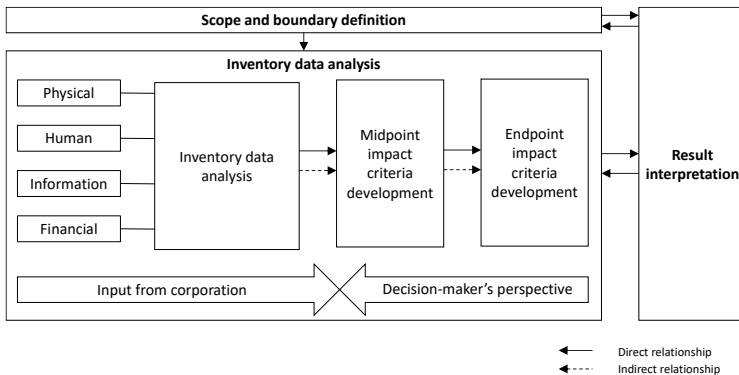 Scope and boundary definition
Inventory data analysis
Physical
Human
Information
Financial
Inventory data
analysis
Midpoint
impact
criteria
development
Endpoint
impact
criteria
development
Result
interpretation
Input from corporation
Decision-maker's perspective
Direct relationship
Indirect relationship